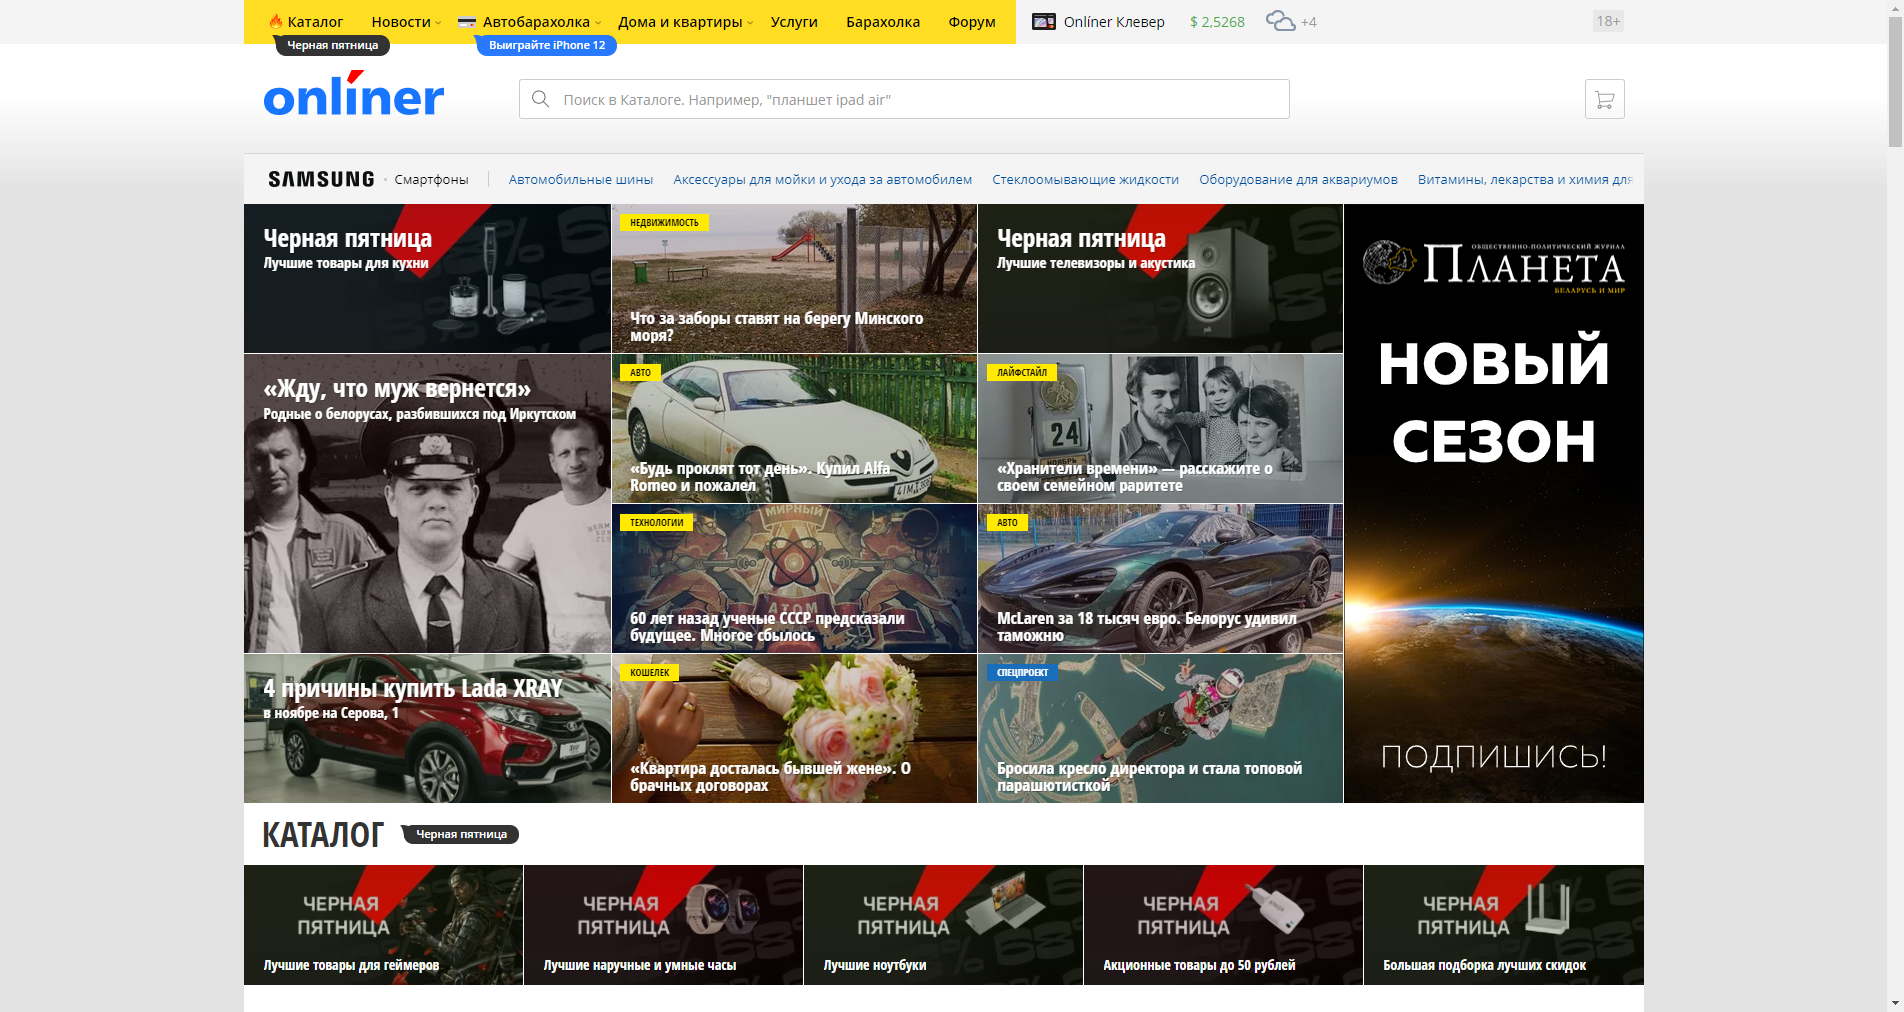 Каталог
Новости
Автобарахолка
Дома и квартиры
Услуги
Барахолка
Форум
Onlíner Клевер
$ 2,5268
+4
18+
Черная пятница
Выиграйте iPhone 12
onlíner
Поиск в Каталоге. Например, "планшет ipad air"
SAMSUNG
Смартфоны
Автомобильные шины
Аксессуары для мойки и ухода за автомобилем
Стеклоомывающие жидкости
Оборудование для аквариумов
Витамины, лекарства и химия для
Черная пятница
Лучшие товары для кухни
НЕДВИЖИМОСТЬ
Что за заборы ставят на берегу Минского
моря?
Черная пятница
Лучшие телевизоры и акустика
polk
ОБЩЕСТВЕННО-ПОЛИТИЧЕСКИЙ ЖУРНАЛ
ПЛАНЕТА
БЕЛАРУСЬ И МИР
НОВЫЙ
СЕЗОН
ПОДПИШИСЬ!
«Жду, что муж вернется»
Родные о белорусах, разбившихся под Иркутском
АВТО
«Будь проклят тот день». Купил Alfa
Romeo и пожалел
ЛАЙФСТАЙЛ
24
НОЯБРЬ
«Хранители времени» — расскажите о
своем семейном раритете
ТЕХНОЛОГИИ
МИРНЫЙ
АТОМ
60 лет назад ученые СССР предсказали
будущее. Многое сбылось
АВТО
McLaren за 18 тысяч евро. Белорус удивил
таможню
4 причины купить Lada XRAY
в ноябре на Серова, 1
КОШЕЛЕК
«Квартира досталась бывшей жене». О
брачных договорах
СПЕЦПРОЕКТ
Бросила кресло директора и стала топовой
парашютисткой
КАТАЛОГ
Черная пятница
ЧЕРНАЯ
ПЯТНИЦА
Лучшие товары для геймеров
ЧЕРНАЯ
ПЯТНИЦА
Лучшие наручные и умные часы
ЧЕРНАЯ
ПЯТНИЦА
Лучшие ноутбуки
ЧЕРНАЯ
ПЯТНИЦА
Акционные товары до 50 рублей
ЧЕРНАЯ
ПЯТНИЦА
Большая подборка лучших скидок